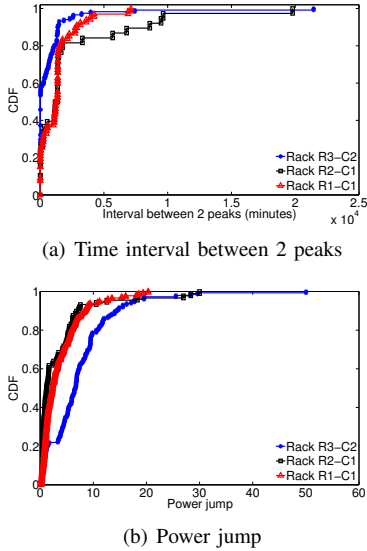 1
0.8
0.6
0.4
0.2
0
CDF
Rack R3−C2
Rack R2−C1
Rack R1−C1
0 0.5 1 1.5 2 2.5
x 10⁴
Interval between 2 peaks (minutes)
(a) Time interval between 2 peaks
1
0.8
0.6
0.4
0.2
0
CDF
Rack R3−C2
Rack R2−C1
Rack R1−C1
0 10 20 30 40 50 60
Power jump
(b) Power jump